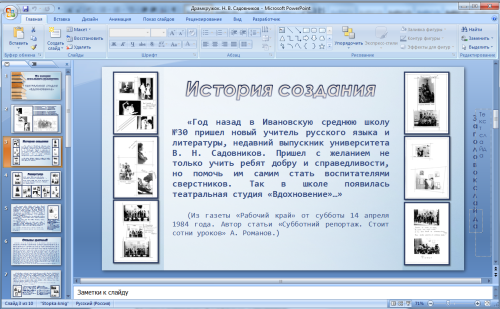 Драмкружок. Н. В. Садовников - Microsoft PowerPoint
Главная Вставка Дизайн Анимация Показ слайдов Рецензирование Вид Разработчик
Вставить
Создать слайд
Макет
Восстановить
Удалить
Упорядочить
Экспресс-стили
Заливка фигуры
Контур фигуры
Эффекты для фигур
Найти
Заменить
Выделить
Буфер обмена Слайды Шрифт Абзац Рисование Редактирование
История создания
«Год назад в Ивановскую среднюю школу
№30 пришел новый учитель русского языка и
литературы, недавний выпускник университета
В. Н. Садовников. Пришел с желанием не
только учить ребят добру и справедливости,
но помочь им самим стать воспитателями
сверстников. Так в школе появилась
театральная студия «Вдохновение»…»
(Из газеты «Рабочий край» от субботы 14 апреля
1984 года. Автор статьи «Субботний репортаж. Стоит
сотни уроков» А. Романов.)
Заметки к слайду
Слайд 3 из 10
Русский (Россия)